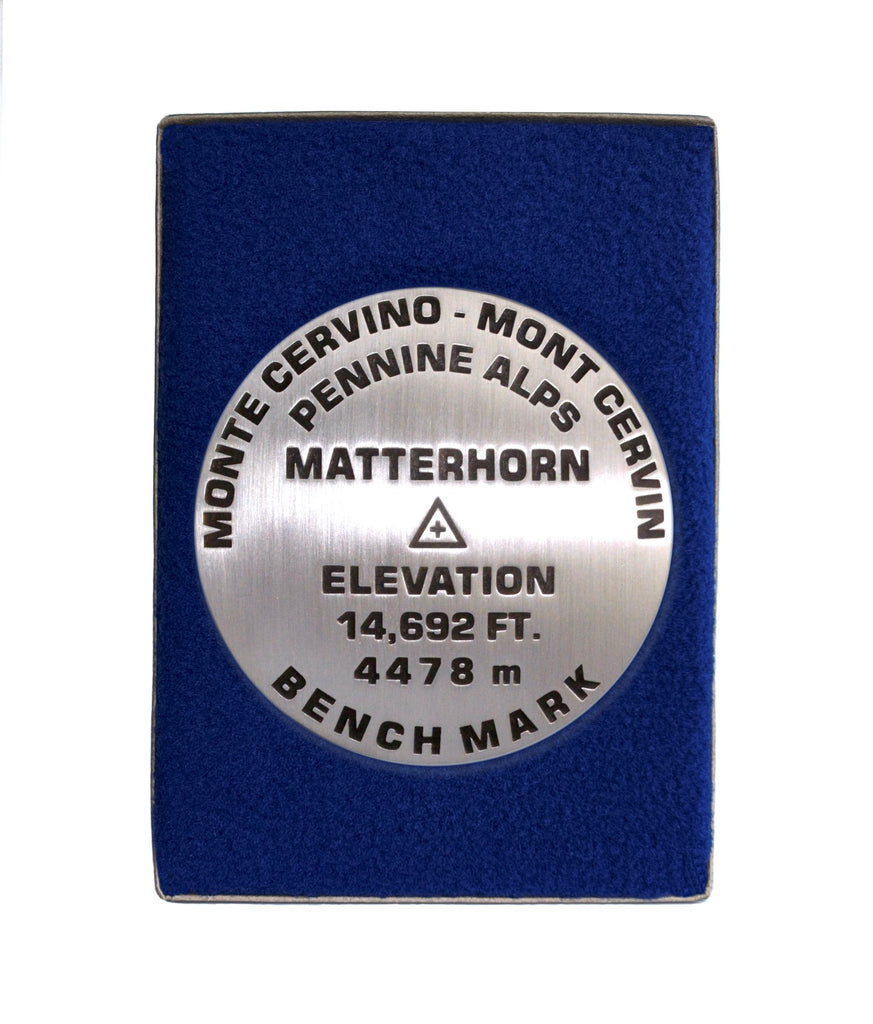 MONTE CERVINO - MONT CERVIN
PENNINE ALPS
MATTERHORN
ELEVATION
14,692 FT.
4478 m
BENCH MARK